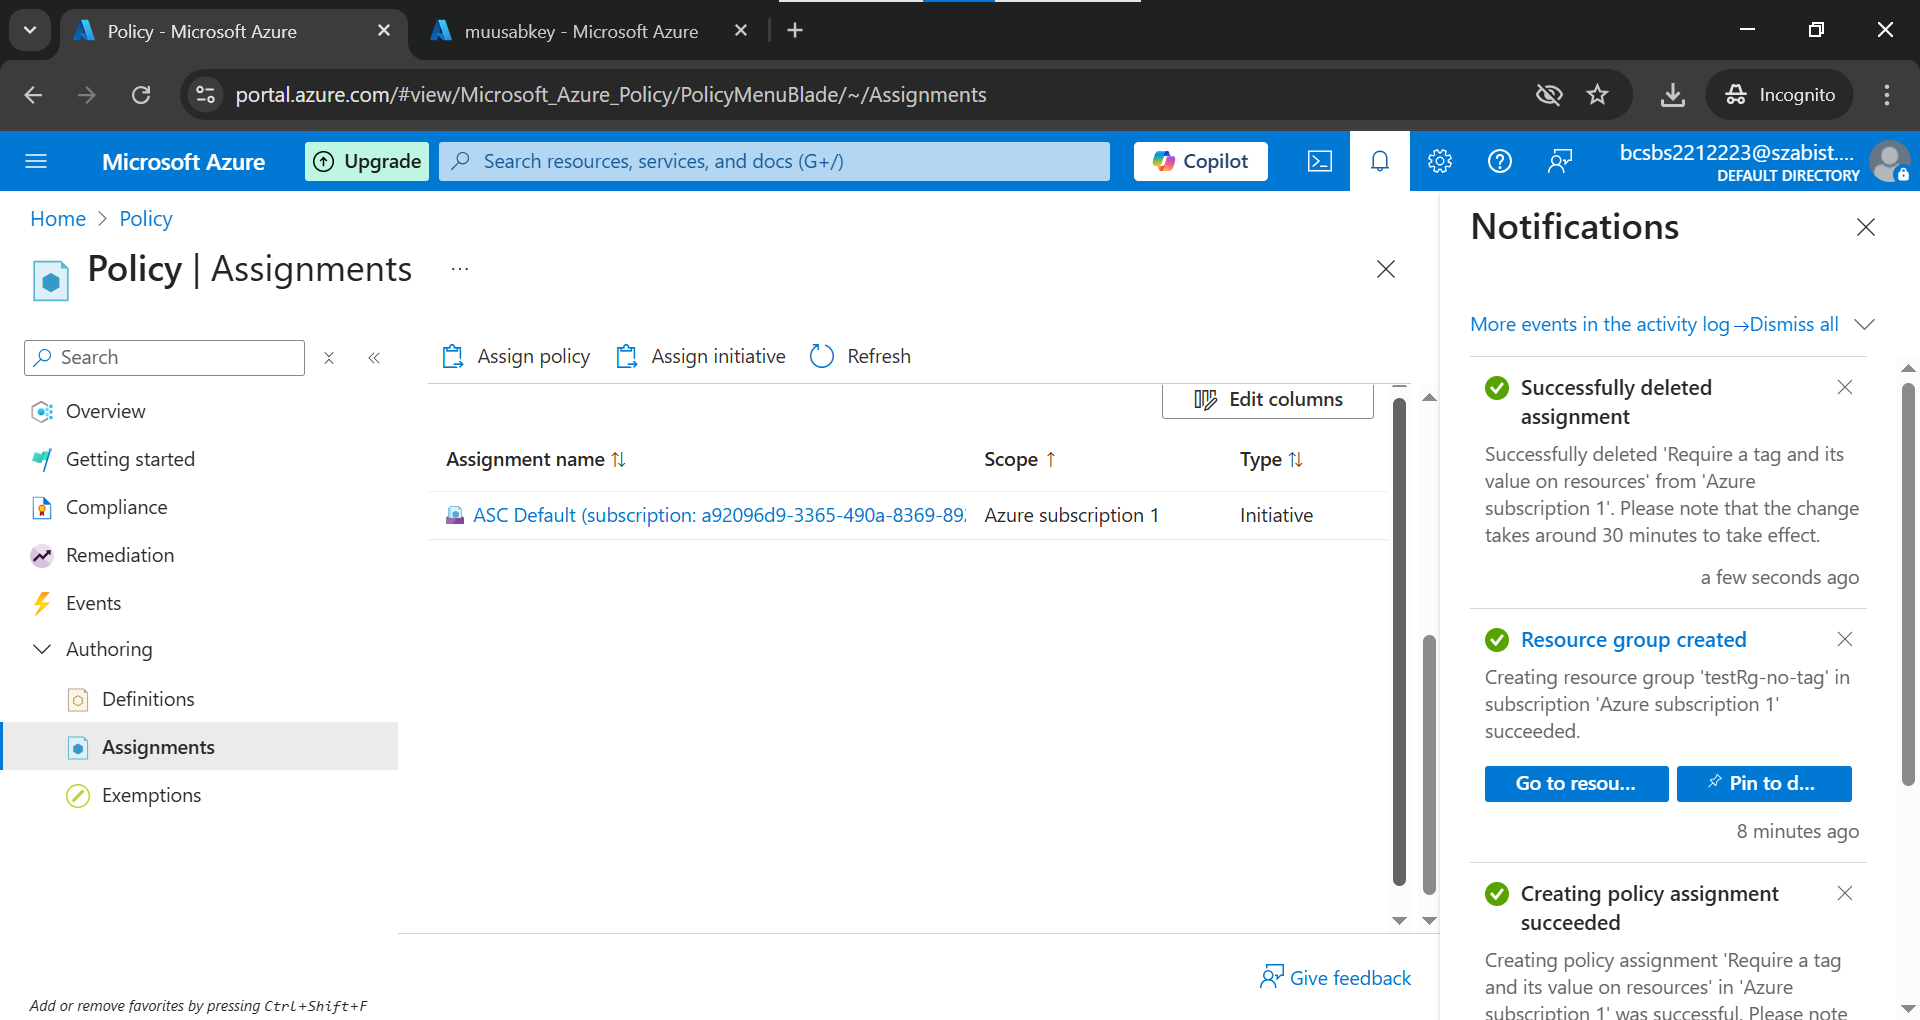 Policy - Microsoft Azure
muusabkey - Microsoft Azure
portal.azure.com/#view/Microsoft_Azure_Policy/PolicyMenuBlade/~/Assignments
Incognito
Microsoft Azure
Upgrade
Search resources, services, and docs (G+/)
Copilot
bcsbs2212223@szabist....
DEFAULT DIRECTORY
Home > Policy
Policy | Assignments
...
Search
Overview
Getting started
Compliance
Remediation
Events
Authoring
Definitions
Assignments
Exemptions
Add or remove favorites by pressing Ctrl+Shift+F
Assign policy
Assign initiative
Refresh
Edit columns
Assignment name
Scope
Type
ASC Default (subscription: a92096d9-3365-490a-8369-89
Azure subscription 1
Initiative
Give feedback
Notifications
More events in the activity log →
Dismiss all
Successfully deleted
assignment
Successfully deleted 'Require a tag and its
value on resources' from 'Azure
subscription 1'. Please note that the change
takes around 30 minutes to take effect.
a few seconds ago
Resource group created
Creating resource group 'testRg-no-tag' in
subscription 'Azure subscription 1'
succeeded.
Go to resou...
Pin to d...
8 minutes ago
Creating policy assignment
succeeded
Creating policy assignment 'Require a tag
and its value on resources' in 'Azure
subscription 1' was successful. Please note